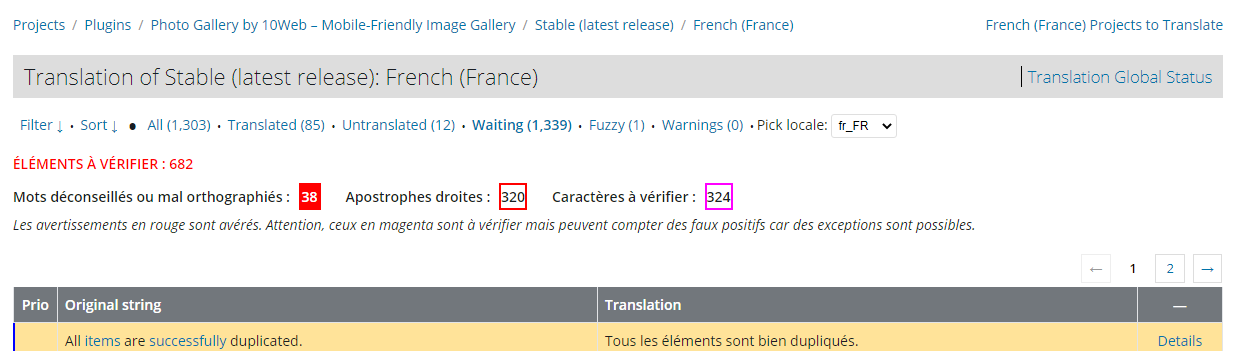 Projects / Plugins / Photo Gallery by 10Web – Mobile-Friendly Image Gallery / Stable (latest release) / French (France) French (France) Projects to Translate
Translation of Stable (latest release): French (France) Translation Global Status
Filter ↓ • Sort ↓ ● All (1,303) • Translated (85) • Untranslated (12) • Waiting (1,339) • Fuzzy (1) • Warnings (0) • Pick locale: fr_FR
ÉLÉMENTS À VÉRIFIER : 682
Mots déconseillés ou mal orthographiés : 38 Apostrophes droites : 320 Caractères à vérifier : 324
Les avertissements en rouge sont avérés. Attention, ceux en magenta sont à vérifier mais peuvent compter des faux positifs car des exceptions sont possibles.
← 1 2 →
Prio Original string Translation —
All items are successfully duplicated. Tous les éléments sont bien dupliqués. Details